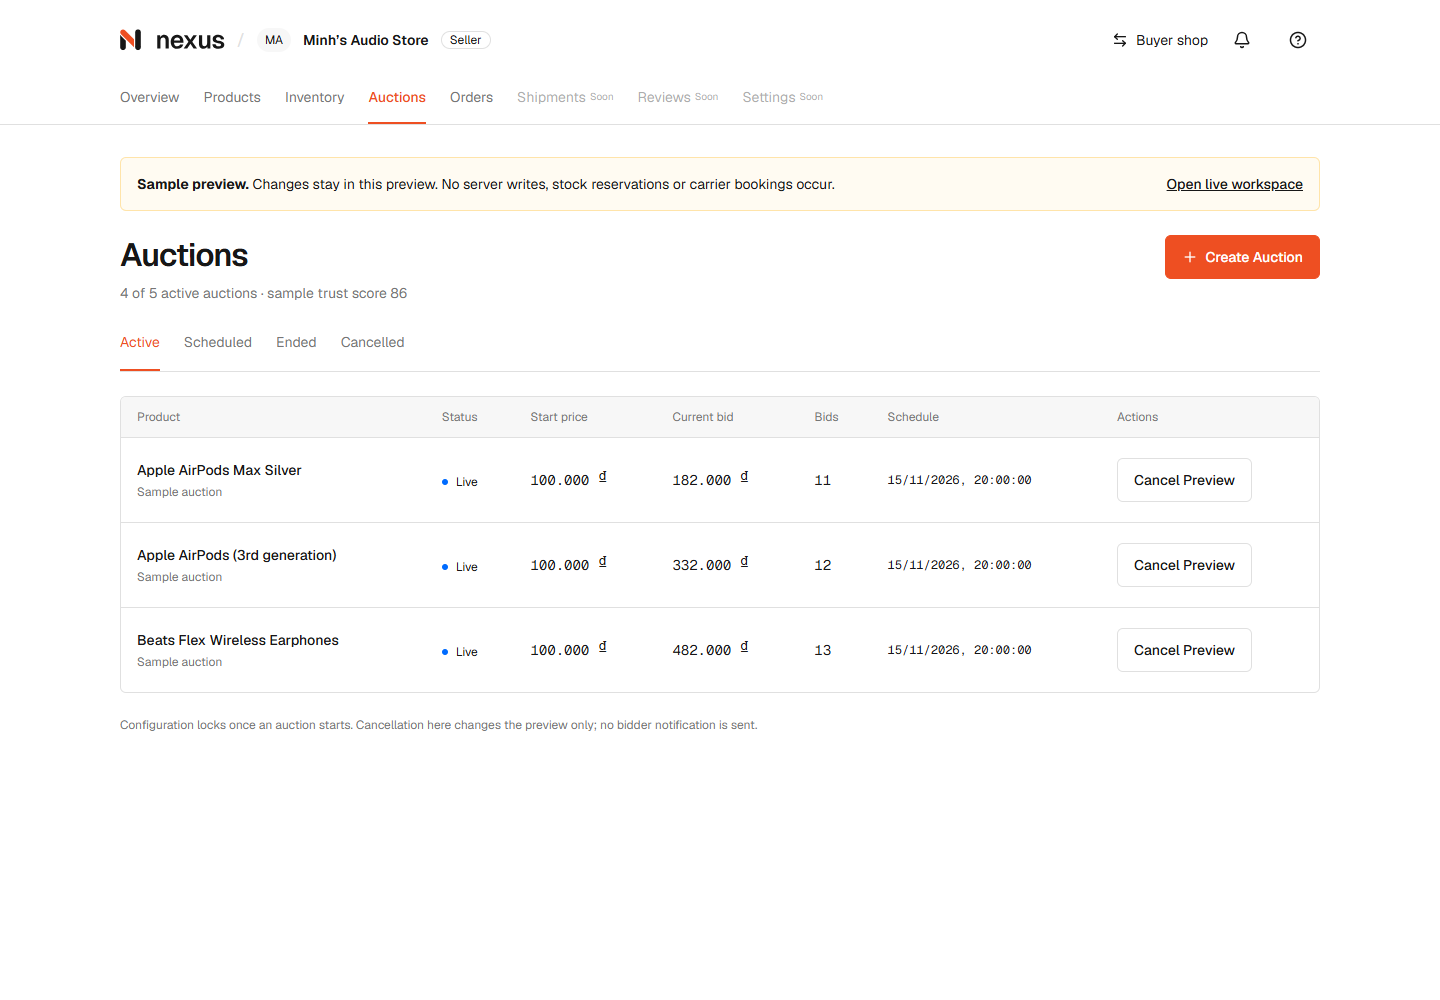 nexus / MA Minh's Audio Store Seller Buyer shop
Overview Products Inventory Auctions Orders Shipments Soon Reviews Soon Settings Soon
Sample preview. Changes stay in this preview. No server writes, stock reservations or carrier bookings occur. Open live workspace
Auctions
Create Auction
4 of 5 active auctions · sample trust score 86
Active Scheduled Ended Cancelled
Product Status Start price Current bid Bids Schedule Actions
Apple AirPods Max Silver
Sample auction
Live 100.000 ₫ 182.000 ₫ 11 15/11/2026, 20:00:00 Cancel Preview
Apple AirPods (3rd generation)
Sample auction
Live 100.000 ₫ 332.000 ₫ 12 15/11/2026, 20:00:00 Cancel Preview
Beats Flex Wireless Earphones
Sample auction
Live 100.000 ₫ 482.000 ₫ 13 15/11/2026, 20:00:00 Cancel Preview
Configuration locks once an auction starts. Cancellation here changes the preview only; no bidder notification is sent.